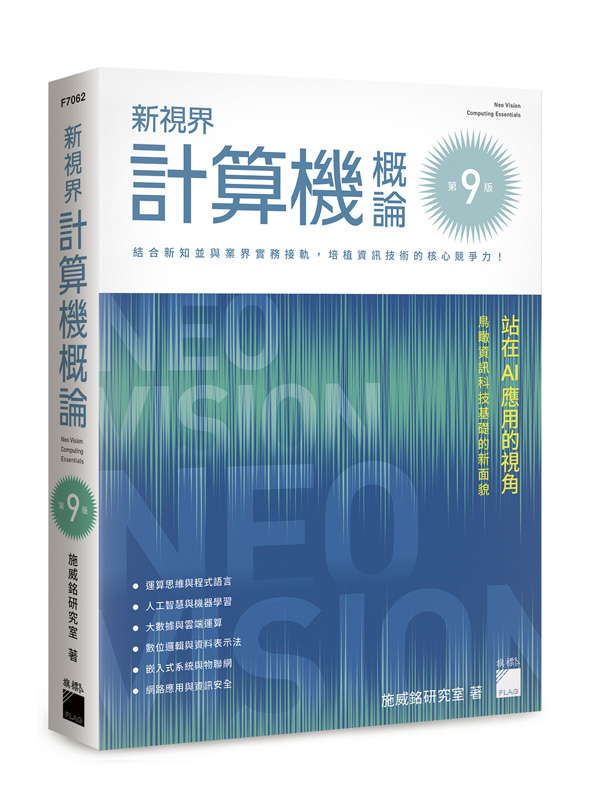 F7062
新視界
計算機概論
Neo Vision
Computing
Essentials
第9版
施威銘研究室 著
旗標
FLAG
Neo Vision
Computing Essentials
新視界
計算機概論
第9版
結合新知並與業界實務接軌，培植資訊技術的核心競爭力！
站在 AI 應用的視角
鳥瞰資訊科技基礎的新面貌
NEO
VISION
NEO
VISION
● 運算思維與程式語言
● 人工智慧與機器學習
● 大數據與雲端運算
● 數位邏輯與資料表示法
● 嵌入式系統與物聯網
● 網路應用與資訊安全
施威銘研究室 著
旗標
FLAG